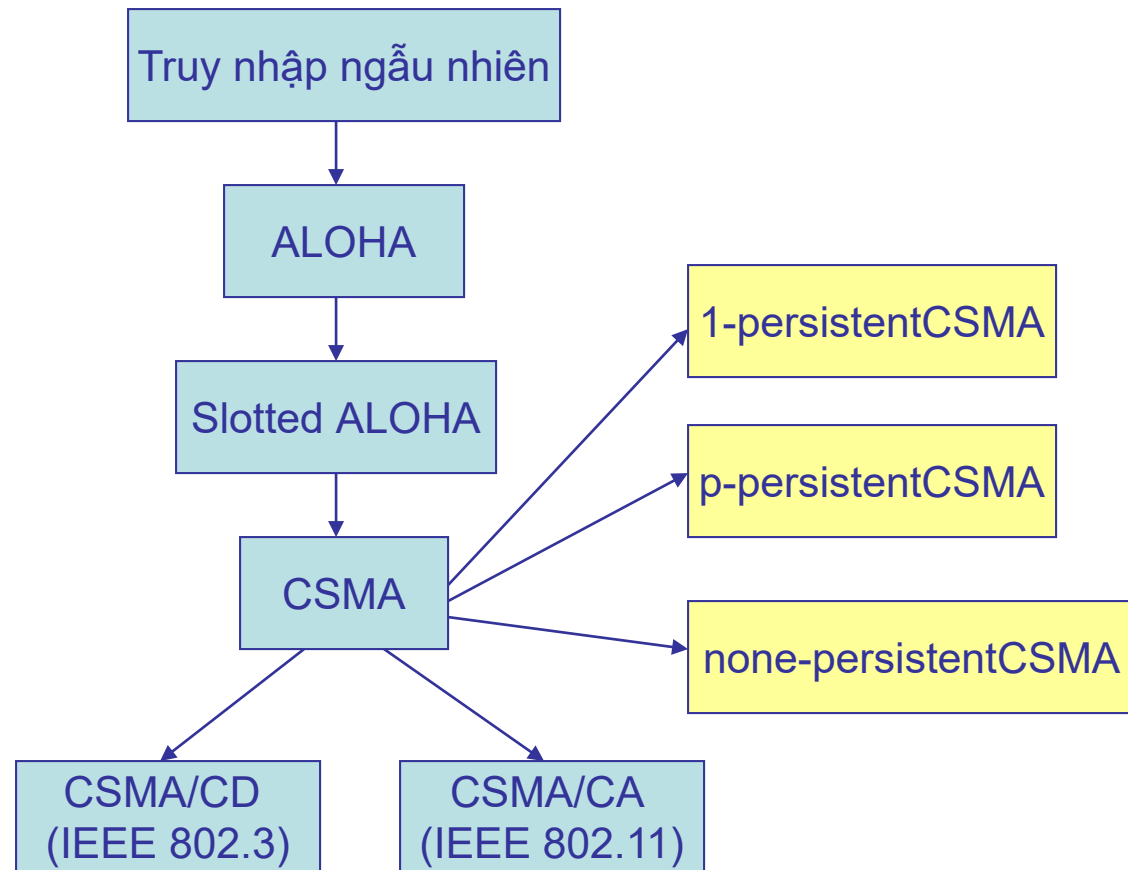 Truy nhập ngẫu nhiên
ALOHA
Slotted ALOHA
CSMA
1-persistentCSMA
p-persistentCSMA
none-persistentCSMA
CSMA/CD
(IEEE 802.3)
CSMA/CA
(IEEE 802.11)